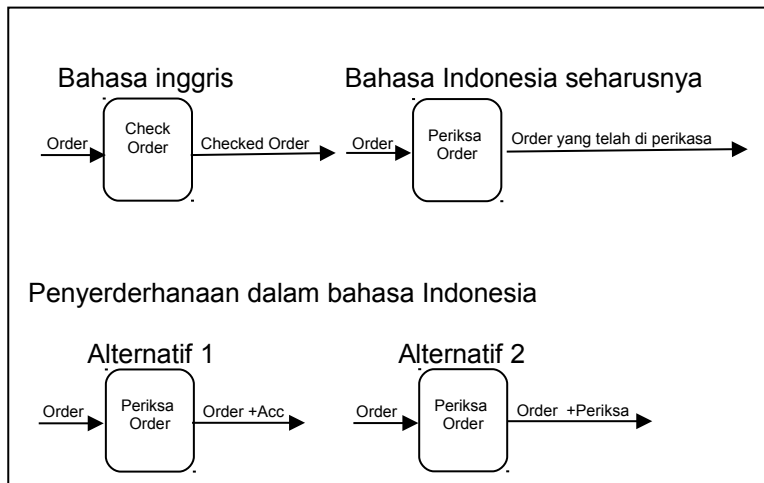 Bahasa inggris
Bahasa Indonesia seharusnya
Order
Check
Order
Checked Order
Order
Periksa
Order
Order yang telah di perikasa
Penyerderhanaan dalam bahasa Indonesia
Alternatif 1
Alternatif 2
Order
Periksa
Order
Order +Acc
Order
Periksa
Order
Order +Periksa